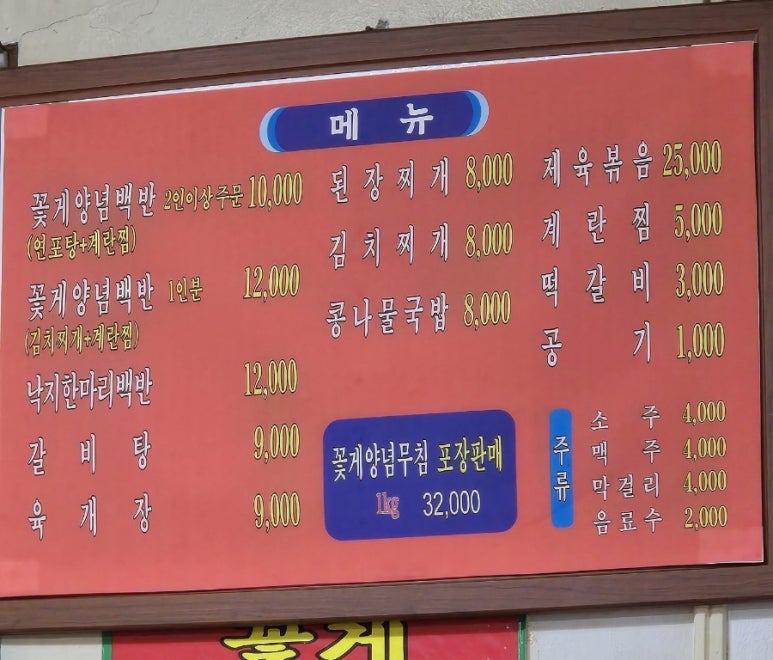 메뉴
꽃게양념백반 2인이상주문 10,000
(연포탕+계란찜)
꽃게양념백반 1인분 12,000
(김치찌개+계란찜)
낙지한마리백반 12,000
갈비탕 9,000
육개장 9,000
된장찌개 8,000
김치찌개 8,000
콩나물국밥 8,000
꽃게양념무침 포장판매
1kg 32,000
제육볶음 25,000
계란찜 5,000
떡갈비 3,000
공기 1,000
주류
소주 4,000
맥주 4,000
막걸리 4,000
음료수 2,000
꽃게